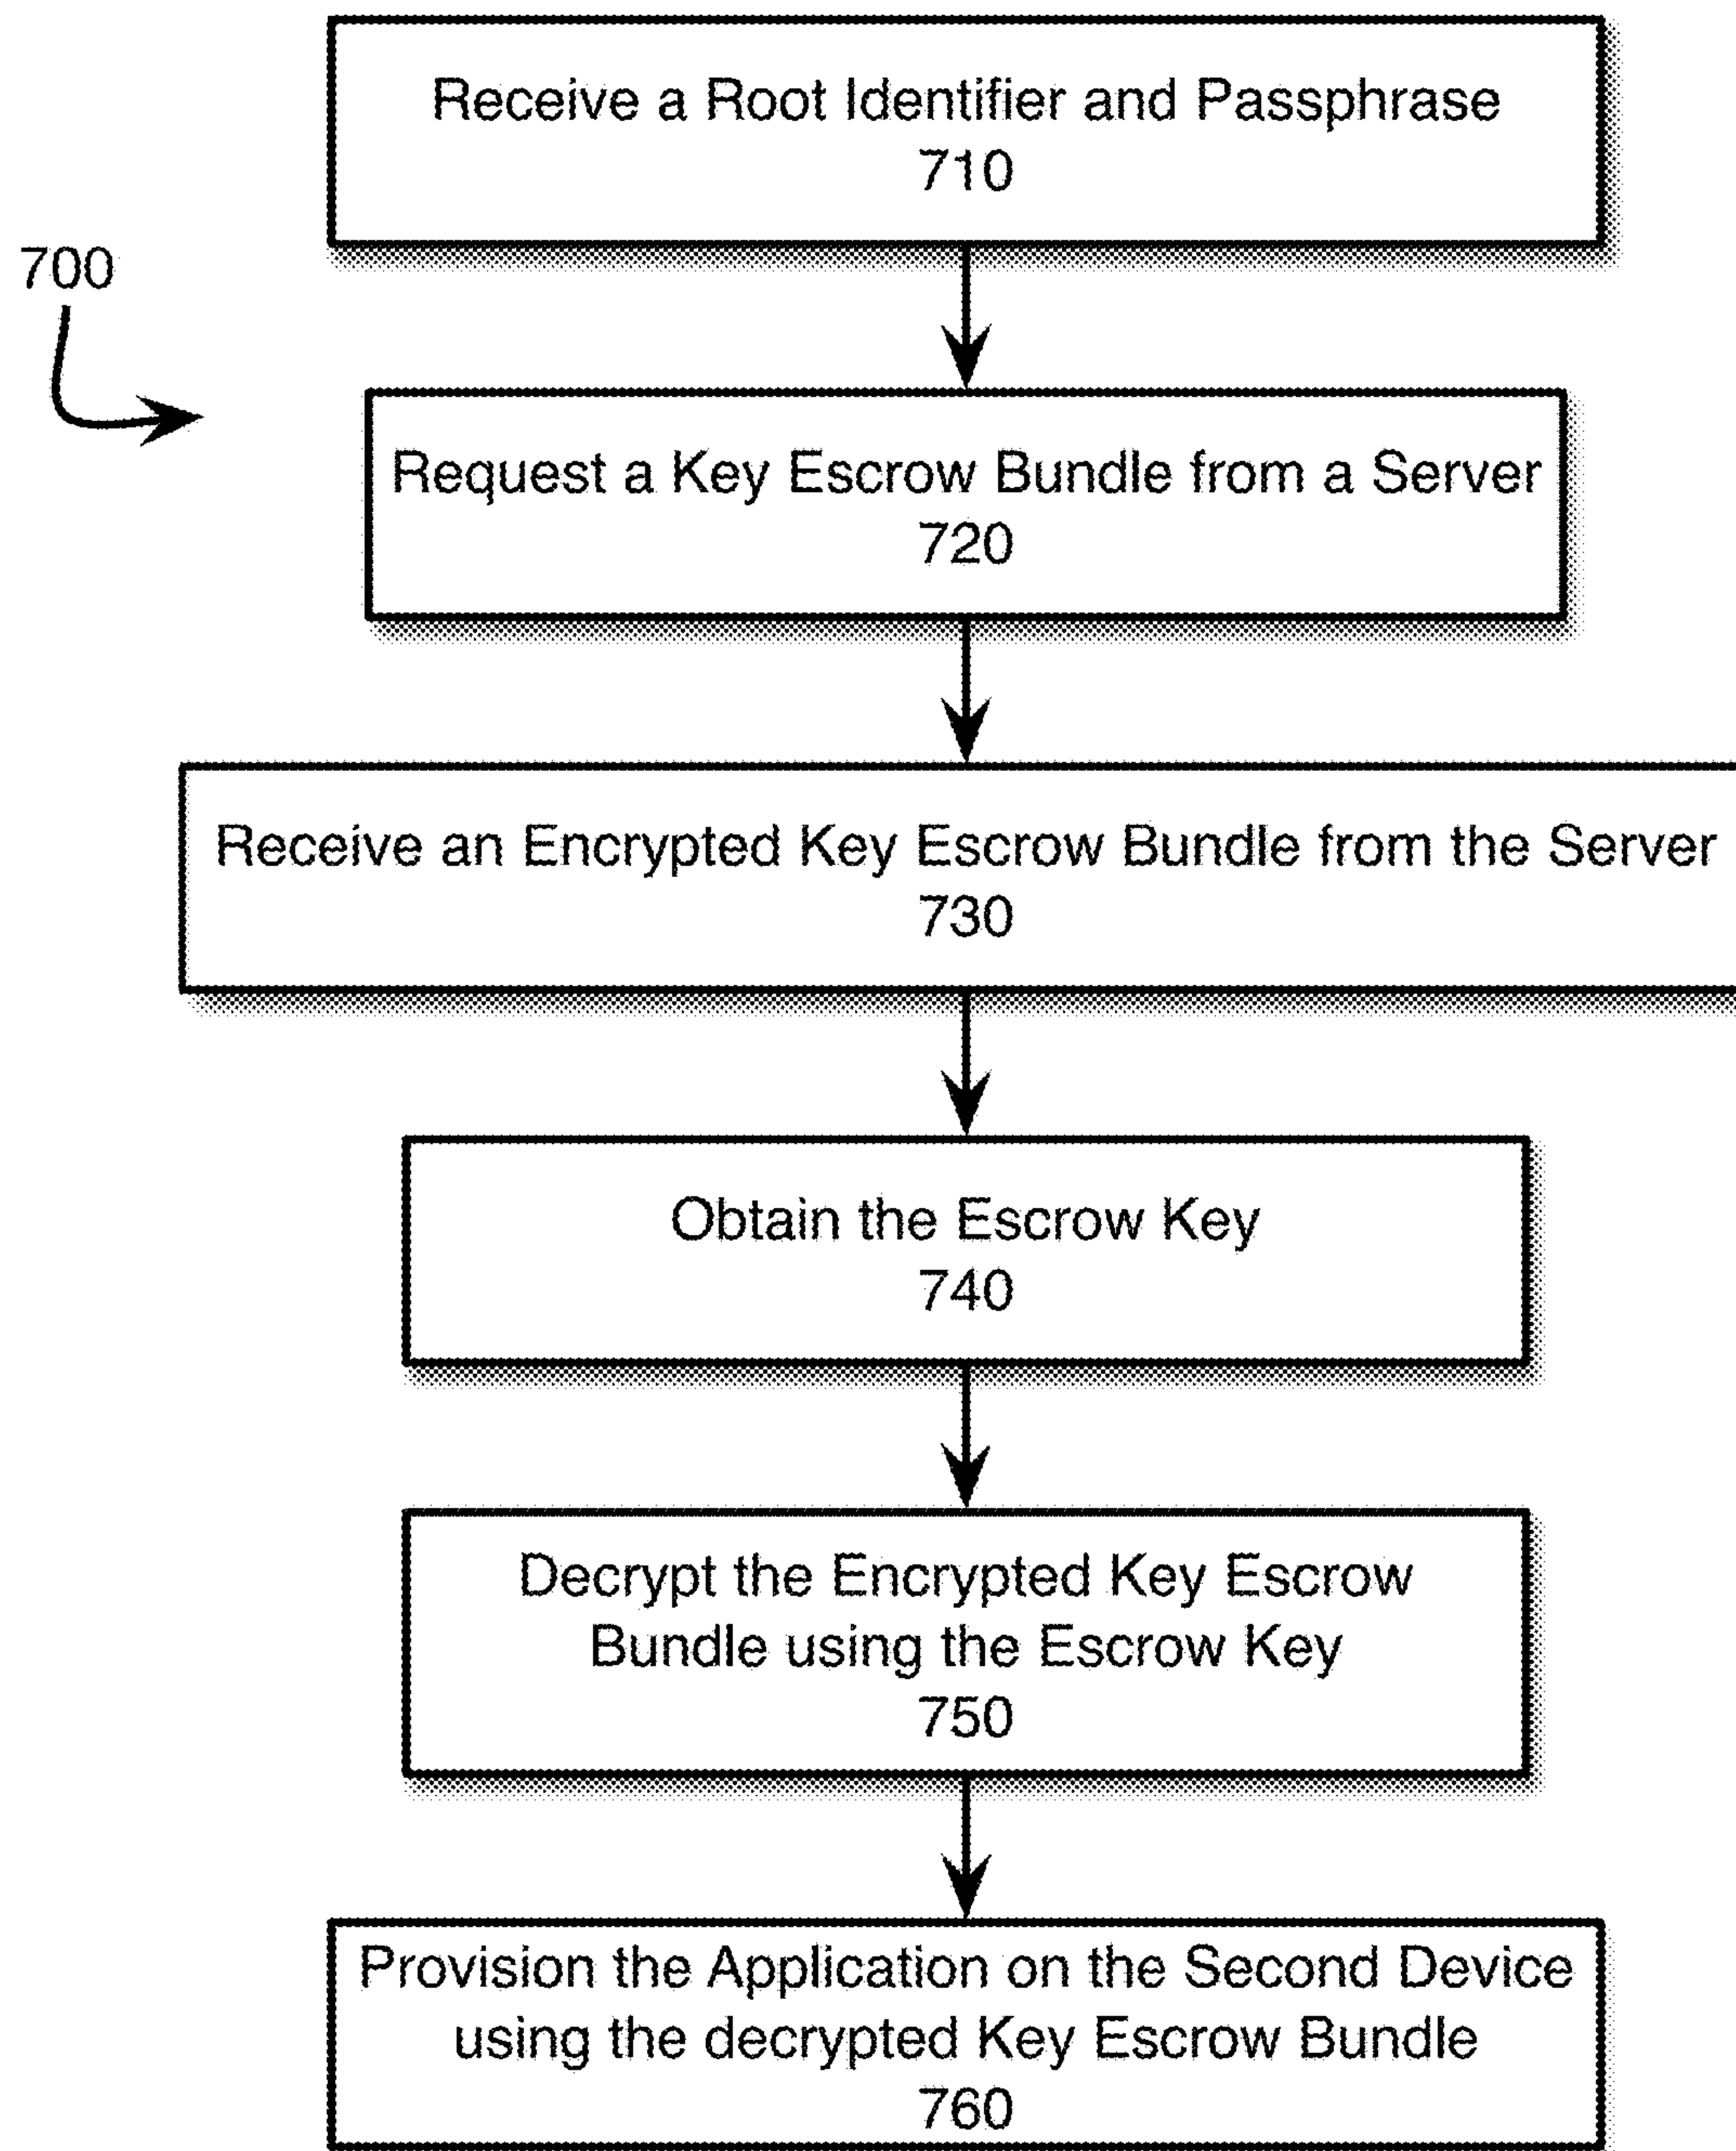 Receive a Root Identifier and Passphrase
710
700
Request a Key Escrow Bundle from a Server
720
Receive an Encrypted Key Escrow Bundle from the Server
730
Obtain the Escrow Key
740
Decrypt the Encrypted Key Escrow
Bundle using the Escrow Key
750
Provision the Application on the Second Device
using the decrypted Key Escrow Bundle
760